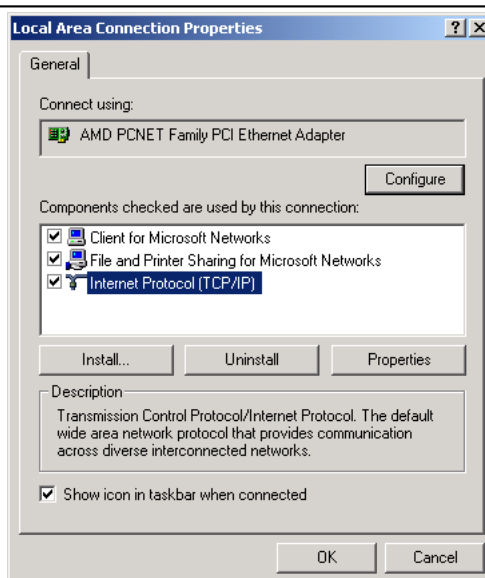 Local Area Connection Properties
General
Connect using:
AMD PCNET Family PCI Ethernet Adapter
Configure
Components checked are used by this connection:
Client for Microsoft Networks
File and Printer Sharing for Microsoft Networks
Internet Protocol (TCP/IP)
Install...
Uninstall
Properties
Description
Transmission Control Protocol/Internet Protocol. The default
wide area network protocol that provides communication
across diverse interconnected networks.
Show icon in taskbar when connected
OK
Cancel